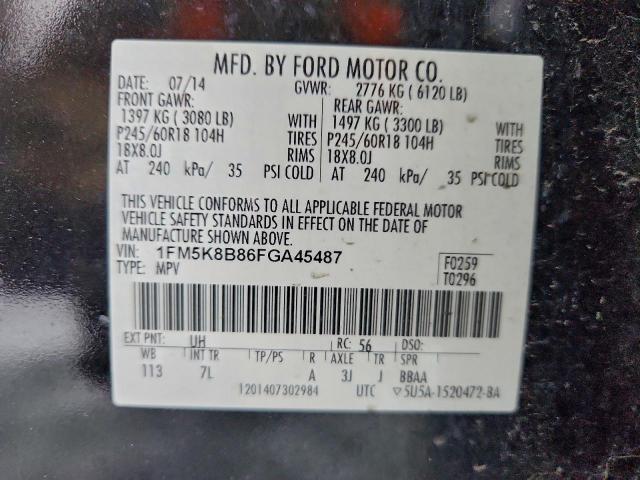 MFD. BY FORD MOTOR CO.
DATE: 07/14 GVWR: 2776 KG ( 6120 LB)
FRONT GAWR: REAR GAWR:
1397 KG ( 3080 LB) WITH 1497 KG ( 3300 LB) WITH
P245/60R18 104H TIRES P245/60R18 104H TIRES
18X8.0J RIMS 18X8.0J RIMS
AT 240 kPa/ 35 PSI COLD AT 240 kPa/ 35 PSI COLD
THIS VEHICLE CONFORMS TO ALL APPLICABLE FEDERAL MOTOR
VEHICLE SAFETY STANDARDS IN EFFECT ON THE DATE OF
MANUFACTURE SHOWN ABOVE.
VIN: 1FM5K8B86FGA45487 F0259
TYPE: MPV T0296
EXT PNT: UH RC: 56 DSO:
WB INT TR TP/PS R AXLE TR SPR
113 7L A 3J J BBAA
1201407302984 UTC ▽5U5A-1520472-BA